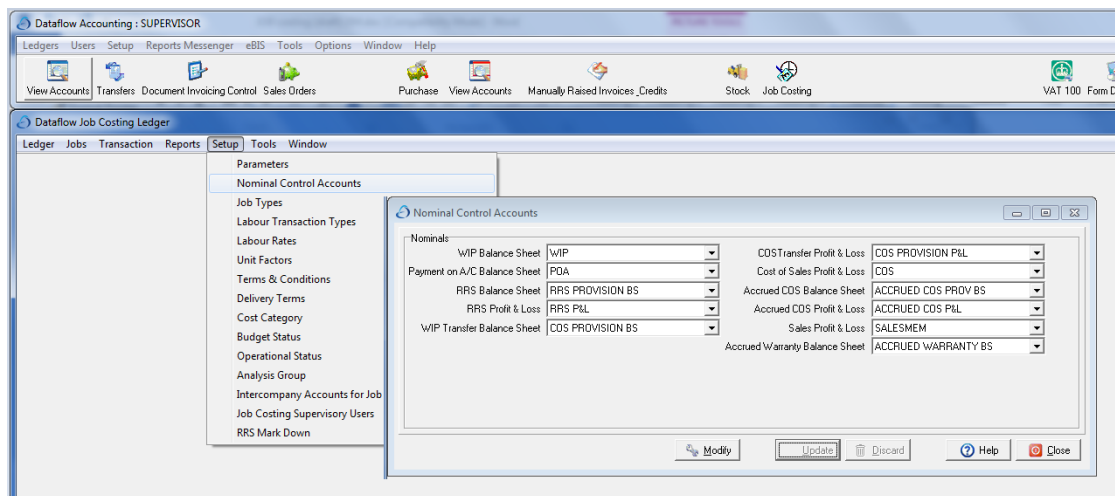 Dataflow Accounting : SUPERVISOR
Ledgers Users Setup Reports Messenger eBIS Tools Options Window Help
View Accounts Transfers Document Invoicing Control Sales Orders Purchase View Accounts Manually Raised Invoices_Credits Stock Job Costing VAT 100 Form D
Dataflow Job Costing Ledger
Ledger Jobs Transaction Reports Setup Tools Window
Parameters
Nominal Control Accounts
Job Types
Labour Transaction Types
Labour Rates
Unit Factors
Terms & Conditions
Delivery Terms
Cost Category
Budget Status
Operational Status
Analysis Group
Intercompany Accounts for Job
Job Costing Supervisory Users
RRS Mark Down
Nominal Control Accounts
Nominals
WIP Balance Sheet WIP COSTransfer Profit & Loss COS PROVISION P&L
Payment on A/C Balance Sheet POA Cost of Sales Profit & Loss COS
RRS Balance Sheet RRS PROVISION BS Accrued COS Balance Sheet ACCRUED COS PROV BS
RRS Profit & Loss RRS P&L Accrued COS Profit & Loss ACCRUED COS P&L
WIP Transfer Balance Sheet COS PROVISION BS Sales Profit & Loss SALESMEM
Accrued Warranty Balance Sheet ACCRUED WARRANTY BS
Modify Update Discard Help Close